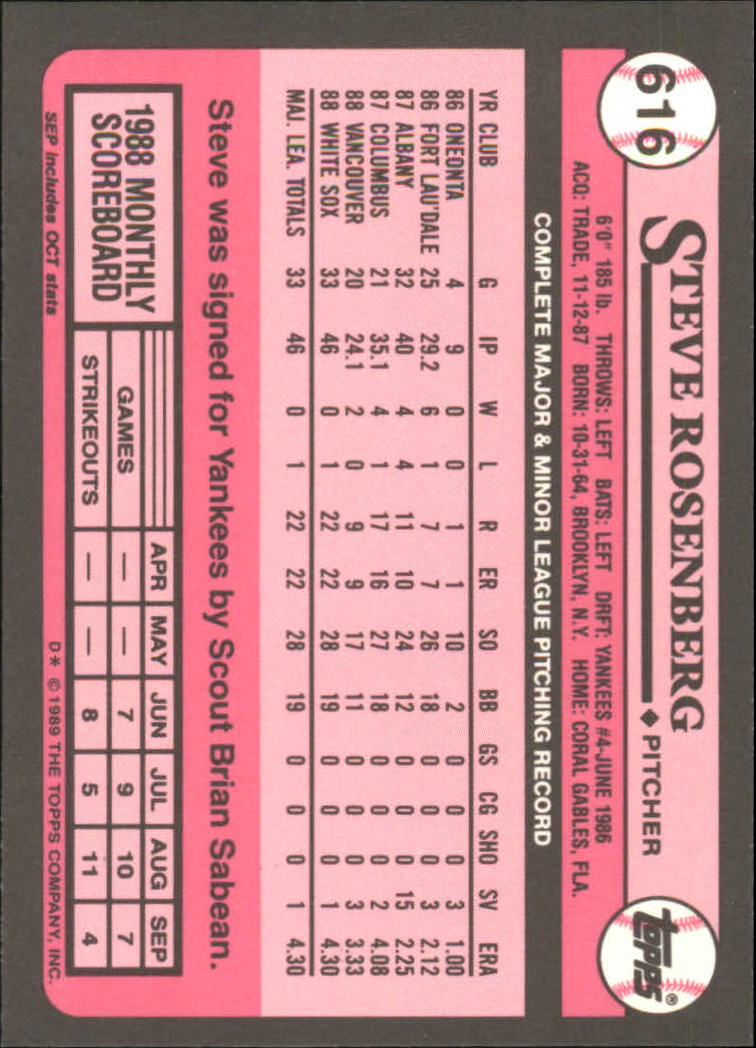 616
STEVE ROSENBERG ♦ PITCHER
topps®
6'0" 185 lb. THROWS: LEFT BATS: LEFT DRFT: YANKEES #4-JUNE 1986
ACQ: TRADE, 11-12-87 BORN: 10-31-64, BROOKLYN, N.Y. HOME: CORAL GABLES, FLA.
COMPLETE MAJOR & MINOR LEAGUE PITCHING RECORD
YR CLUB G IP W L R ER SO BB GS CG SHO SV ERA
86 ONEONTA 4 9 0 0 1 1 10 2 0 0 0 3 1.00
86 FORT LAU'DALE 25 29.2 6 1 7 7 26 18 0 0 0 3 2.12
87 ALBANY 32 40 4 4 11 10 24 12 0 0 0 15 2.25
87 COLUMBUS 21 35.1 4 1 17 16 27 18 0 0 0 2 4.08
88 VANCOUVER 20 24.1 2 0 9 9 17 11 0 0 0 3 3.33
88 WHITE SOX 33 46 0 1 22 22 28 19 0 0 0 1 4.30
MAJ. LEA. TOTALS 33 46 0 1 22 22 28 19 0 0 0 1 4.30
Steve was signed for Yankees by Scout Brian Sabean.
1988 MONTHLY
SCOREBOARD
APR MAY JUN JUL AUG SEP
GAMES — — 7 9 10 7
STRIKEOUTS — — 8 5 11 4
SEP includes OCT stats
D* ©1989 THE TOPPS COMPANY, INC.